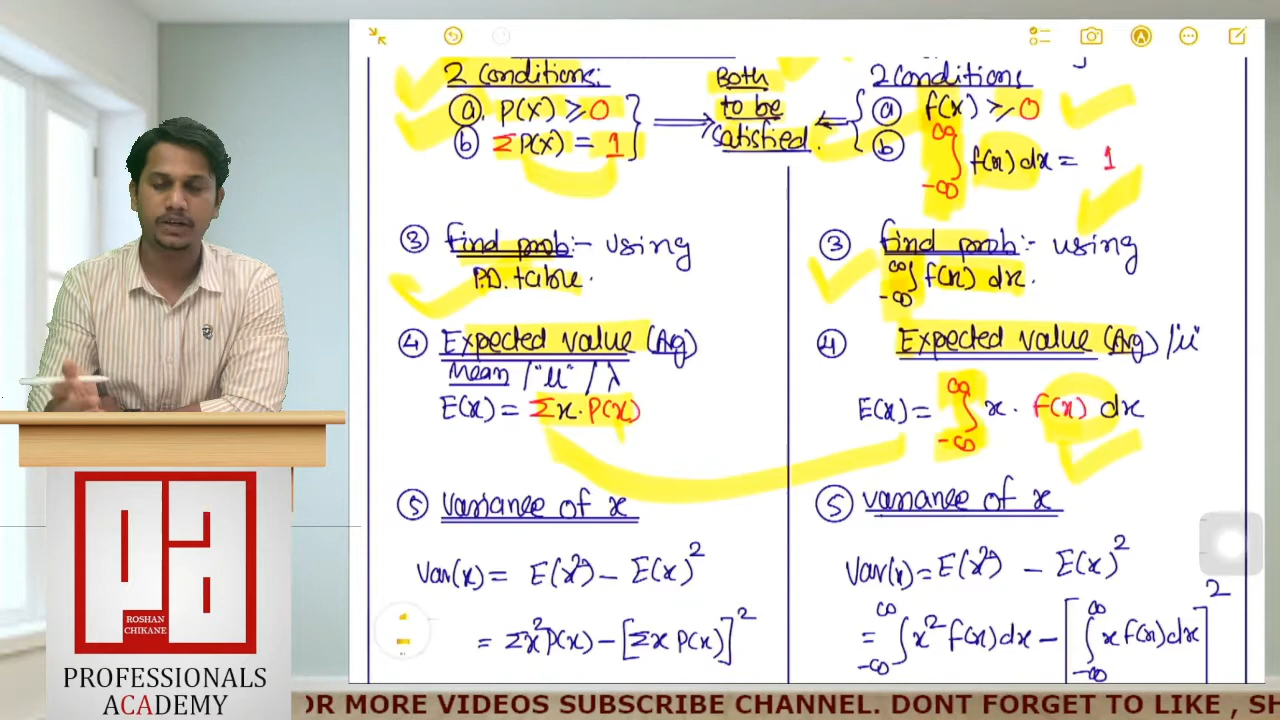 2 conditions:
ⓐ. P(X) ≥ 0
ⓑ ΣP(X) = 1
Both
to be
satisfied.
2 conditions
ⓐ f(x) ≥ 0
ⓑ ∫_{-∞}^{∞} f(x) dx = 1
③ find prob:- using
P.D. table.
③ find prob:- using
∫_{-∞}^{∞} f(x) dx.
④ Expected value (Avg)
Mean / "μ" / λ
E(x) = Σx · P(x)
④ Expected value (Avg) / "μ"
E(x) = ∫_{-∞}^{∞} x · f(x) dx
⑤ variance of x
Var(x) = E(x²) - E(x)²
= Σx² P(x) - [Σx P(x)]²
⑤ variance of x
Var(x) = E(x²) - E(x)²
= ∫_{-∞}^{∞} x² f(x) dx - [∫_{-∞}^{∞} x f(x) dx]²
pa
ROSHAN
CHIKANE
PROFESSIONALS
ACADEMY
OR MORE VIDEOS SUBSCRIBE CHANNEL. DONT FORGET TO LIKE , SH